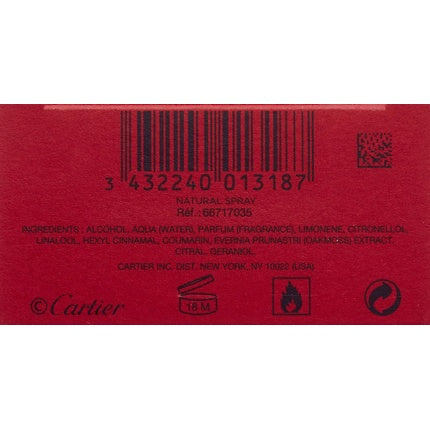 3 432240 013187
NATURAL SPRAY
Réf.:66717035
INGREDIENTS : ALCOHOL, AQUA (WATER), PARFUM (FRAGRANCE), LIMONENE, CITRONELLOL,
LINALOOL, HEXYL CINNAMAL, COUMARIN, EVERNIA PRUNASTRI (OAKMOSS) EXTRACT,
CITRAL, GERANIOL.
CARTIER INC. DIST. NEW YORK, NY 10022 (USA)
©Cartier
18 M